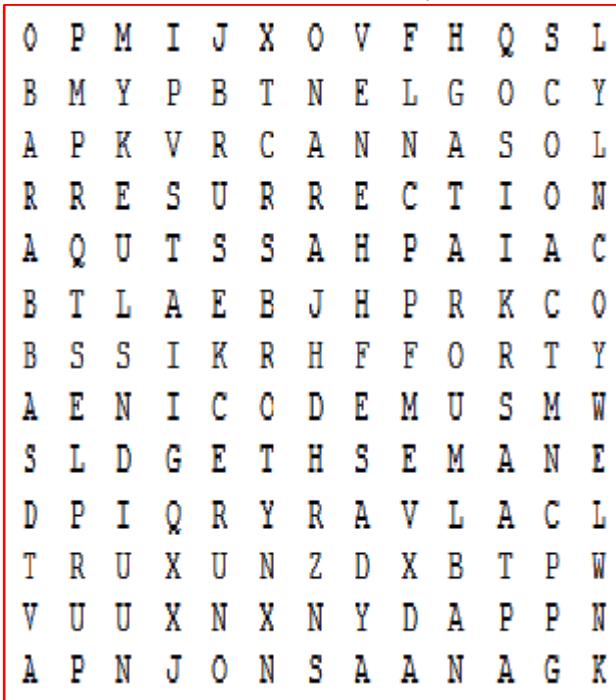 O P M I J X O V F H Q S L
B M Y P B T N E L G O C Y
A P K V R C A N N A S O L
R R E S U R R E C T I O N
A Q U T S S A H P A I A C
B T L A E B J H P R K C O
B S S I K R H F F O R T Y
A E N I C O D E M U S M W
S L D G E T H S E M A N E
D P I Q R Y R A V L A C L
T R U X U N Z D X B T P W
V U U X N X N Y D A P P N
A P N J O N S A A N A G K